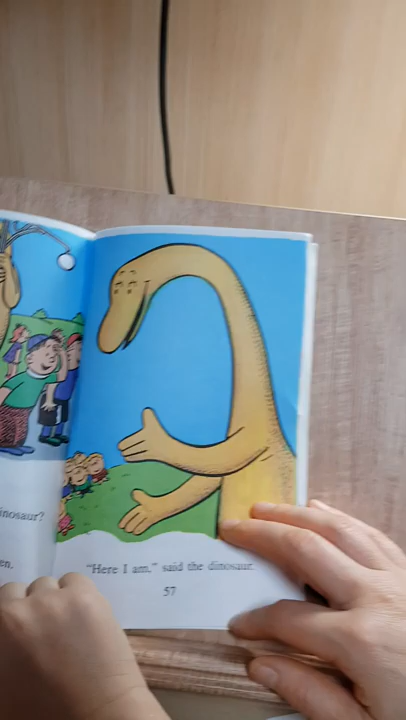 inosaur?
en.
"Here I am," said the dinosaur.
57